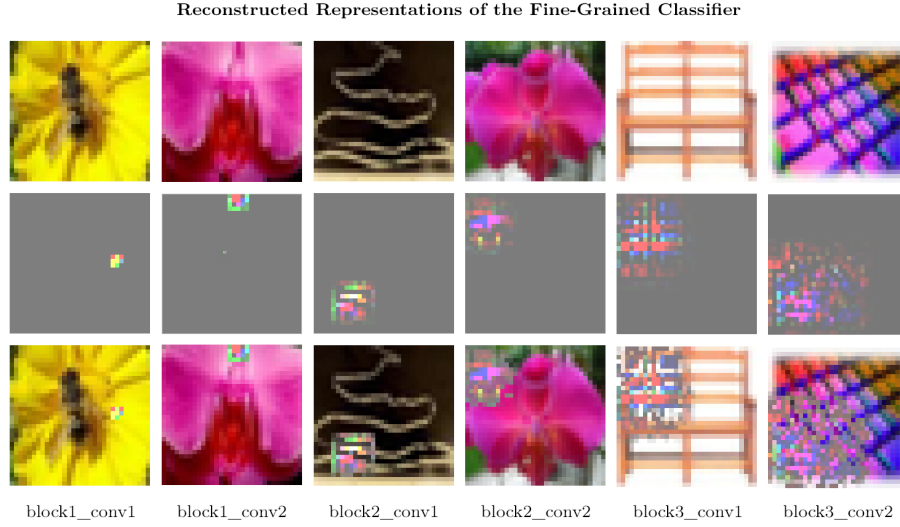 Reconstructed Representations of the Fine-Grained Classifier
block1_conv1 block1_conv2 block2_conv1 block2_conv2 block3_conv1 block3_conv2